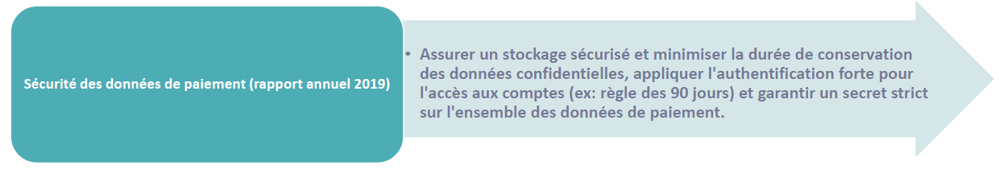 Sécurité des données de paiement (rapport annuel 2019)
• Assurer un stockage sécurisé et minimiser la durée de conservation
des données confidentielles, appliquer l'authentification forte pour
l'accès aux comptes (ex: règle des 90 jours) et garantir un secret strict
sur l'ensemble des données de paiement.